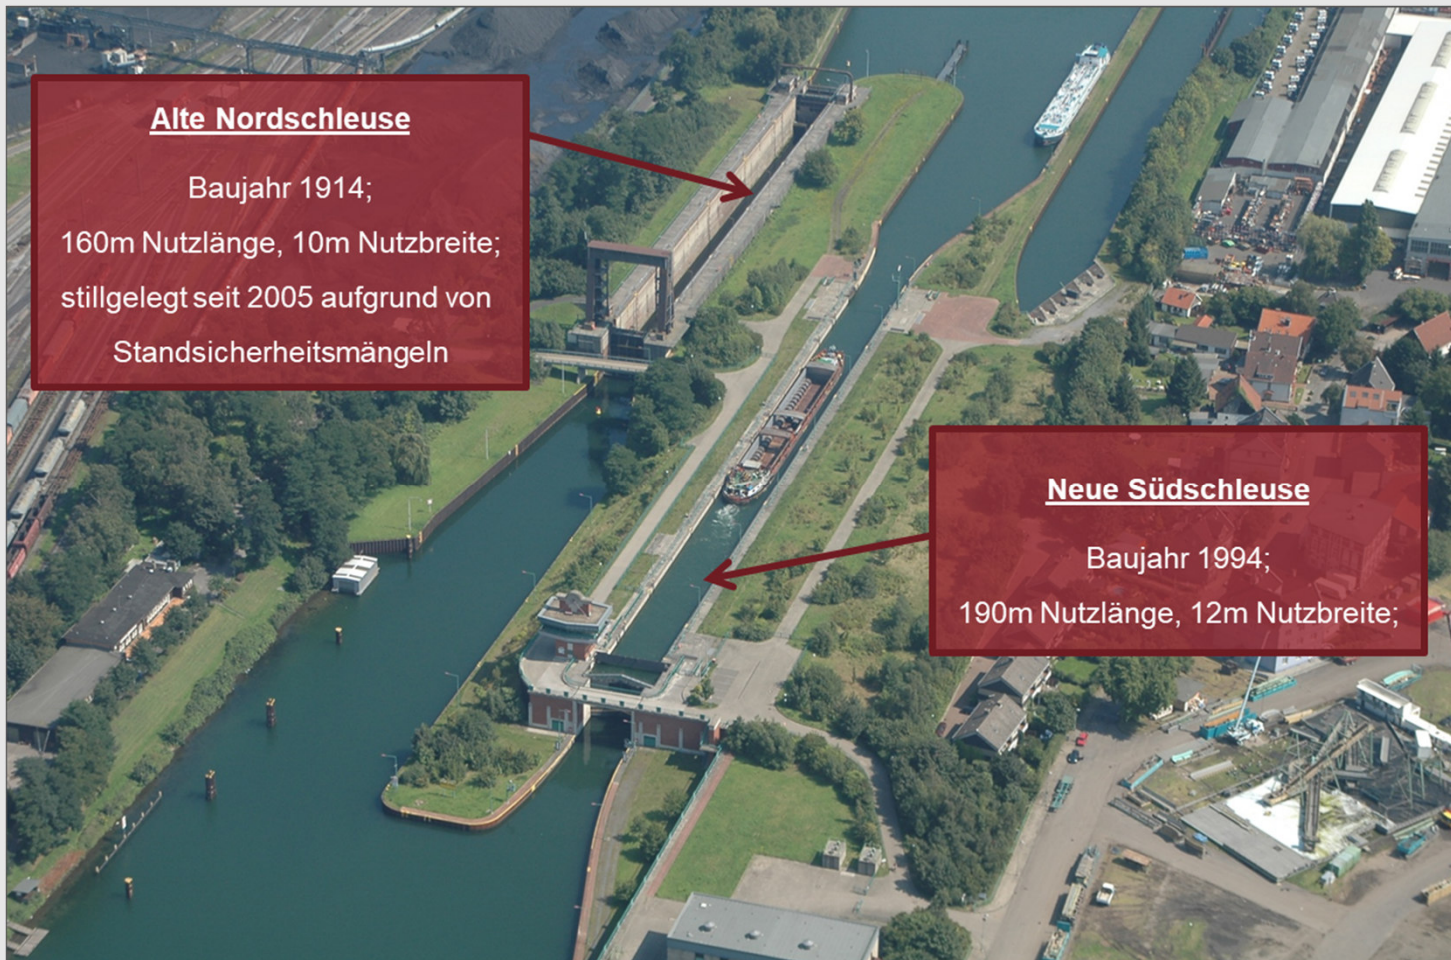 Alte Nordschleuse
Baujahr 1914;
160m Nutzlänge, 10m Nutzbreite;
stillgelegt seit 2005 aufgrund von
Standsicherheitsmängeln
Neue Südschleuse
Baujahr 1994;
190m Nutzlänge, 12m Nutzbreite;